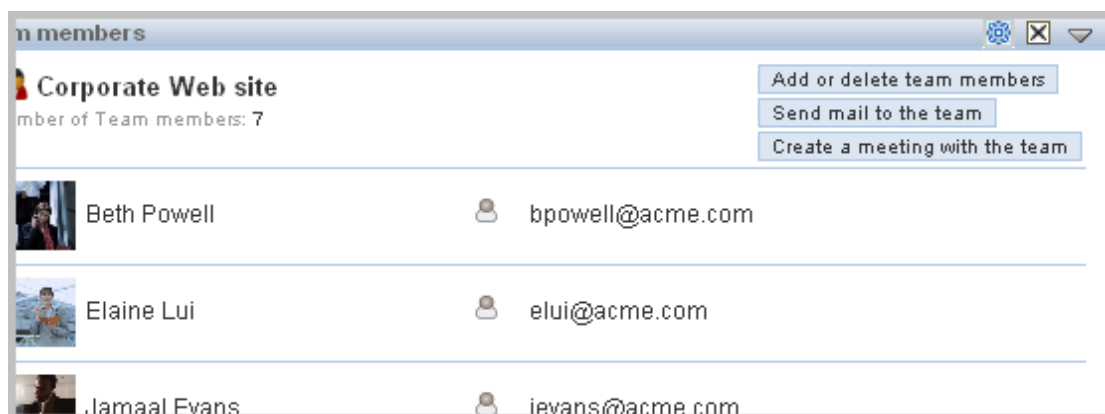 m members
Corporate Web site
mber of Team members: 7
Add or delete team members
Send mail to the team
Create a meeting with the team
Beth Powell bpowell@acme.com
Elaine Lui elui@acme.com
Jamaal Evans jevans@acme.com